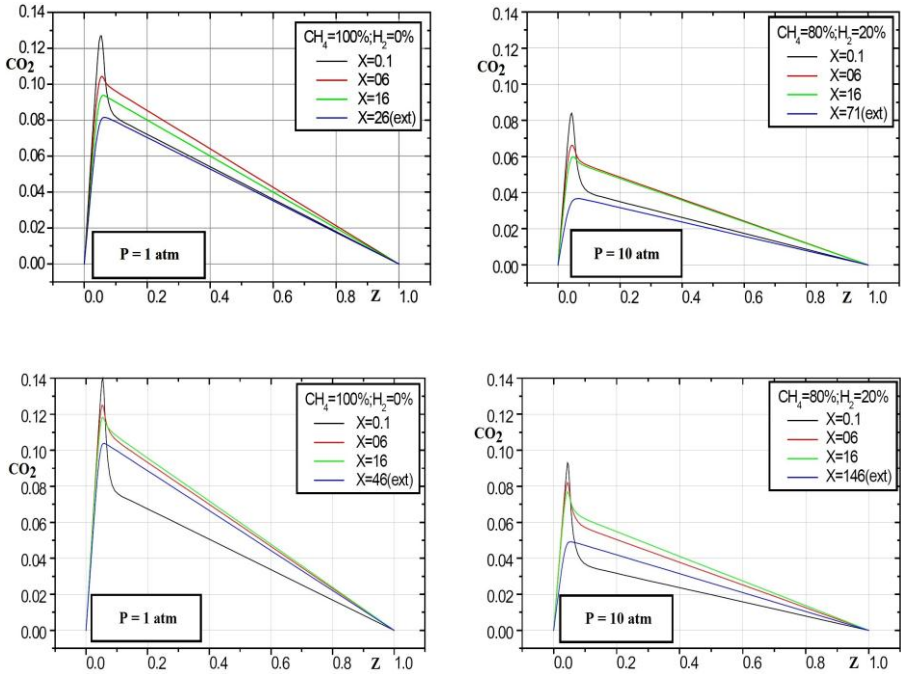 0.14
0.12
CO2
0.10
0.08
0.06
0.04
0.02
0.00
CH4=100%;H2=0%
X=0.1
X=06
X=16
X=26(ext)
P = 1 atm
0.0 0.2 0.4 0.6 Z 0.8 1.0
0.14
0.12
0.10
CO2
0.08
0.06
0.04
0.02
0.00
CH4=80%;H2=20%
X=0.1
X=06
X=16
X=71(ext)
P = 10 atm
0.0 0.2 0.4 0.6 0.8 Z 1.0
0.14
0.12
0.10
CO2
0.08
0.06
0.04
0.02
0.00
CH4=100%;H2=0%
X=0.1
X=06
X=16
X=46(ext)
P = 1 atm
0.0 0.2 0.4 0.6 0.8 Z 1.0
0.14
0.12
CO2
0.10
0.08
0.06
0.04
0.02
0.00
CH4=80%;H2=20%
X=0.1
X=06
X=16
X=146(ext)
P = 10 atm
0.0 0.2 0.4 0.6 0.8 Z 1.0